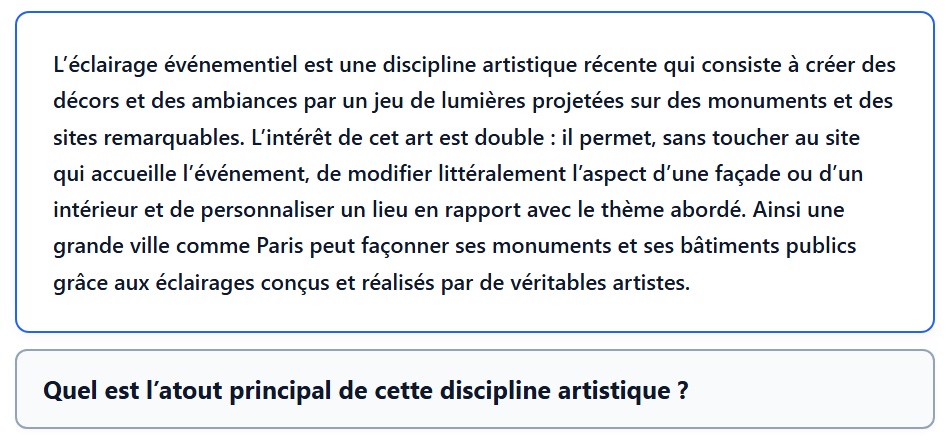 L’éclairage événementiel est une discipline artistique récente qui consiste à créer des
décors et des ambiances par un jeu de lumières projetées sur des monuments et des
sites remarquables. L’intérêt de cet art est double : il permet, sans toucher au site
qui accueille l’événement, de modifier littéralement l’aspect d’une façade ou d’un
intérieur et de personnaliser un lieu en rapport avec le thème abordé. Ainsi une
grande ville comme Paris peut façonner ses monuments et ses bâtiments publics
grâce aux éclairages conçus et réalisés par de véritables artistes.
Quel est l’atout principal de cette discipline artistique ?